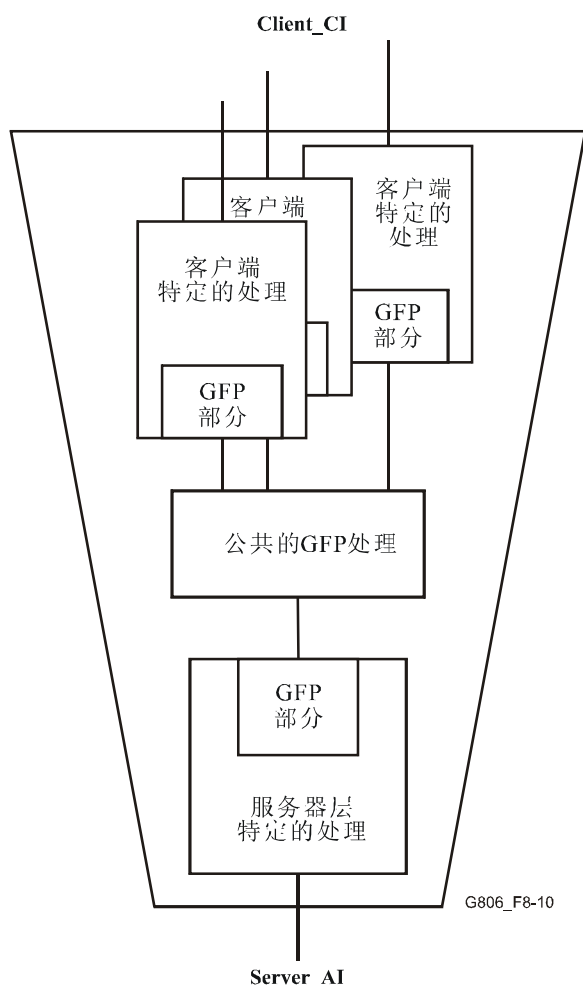 Client_CI
客户端
特定的
处理
客户端
客户端
特定的处理
GFP
部分
GFP
部分
公共的GFP处理
GFP
部分
服务器层
特定的处理
G806_F8-10
Server_AI